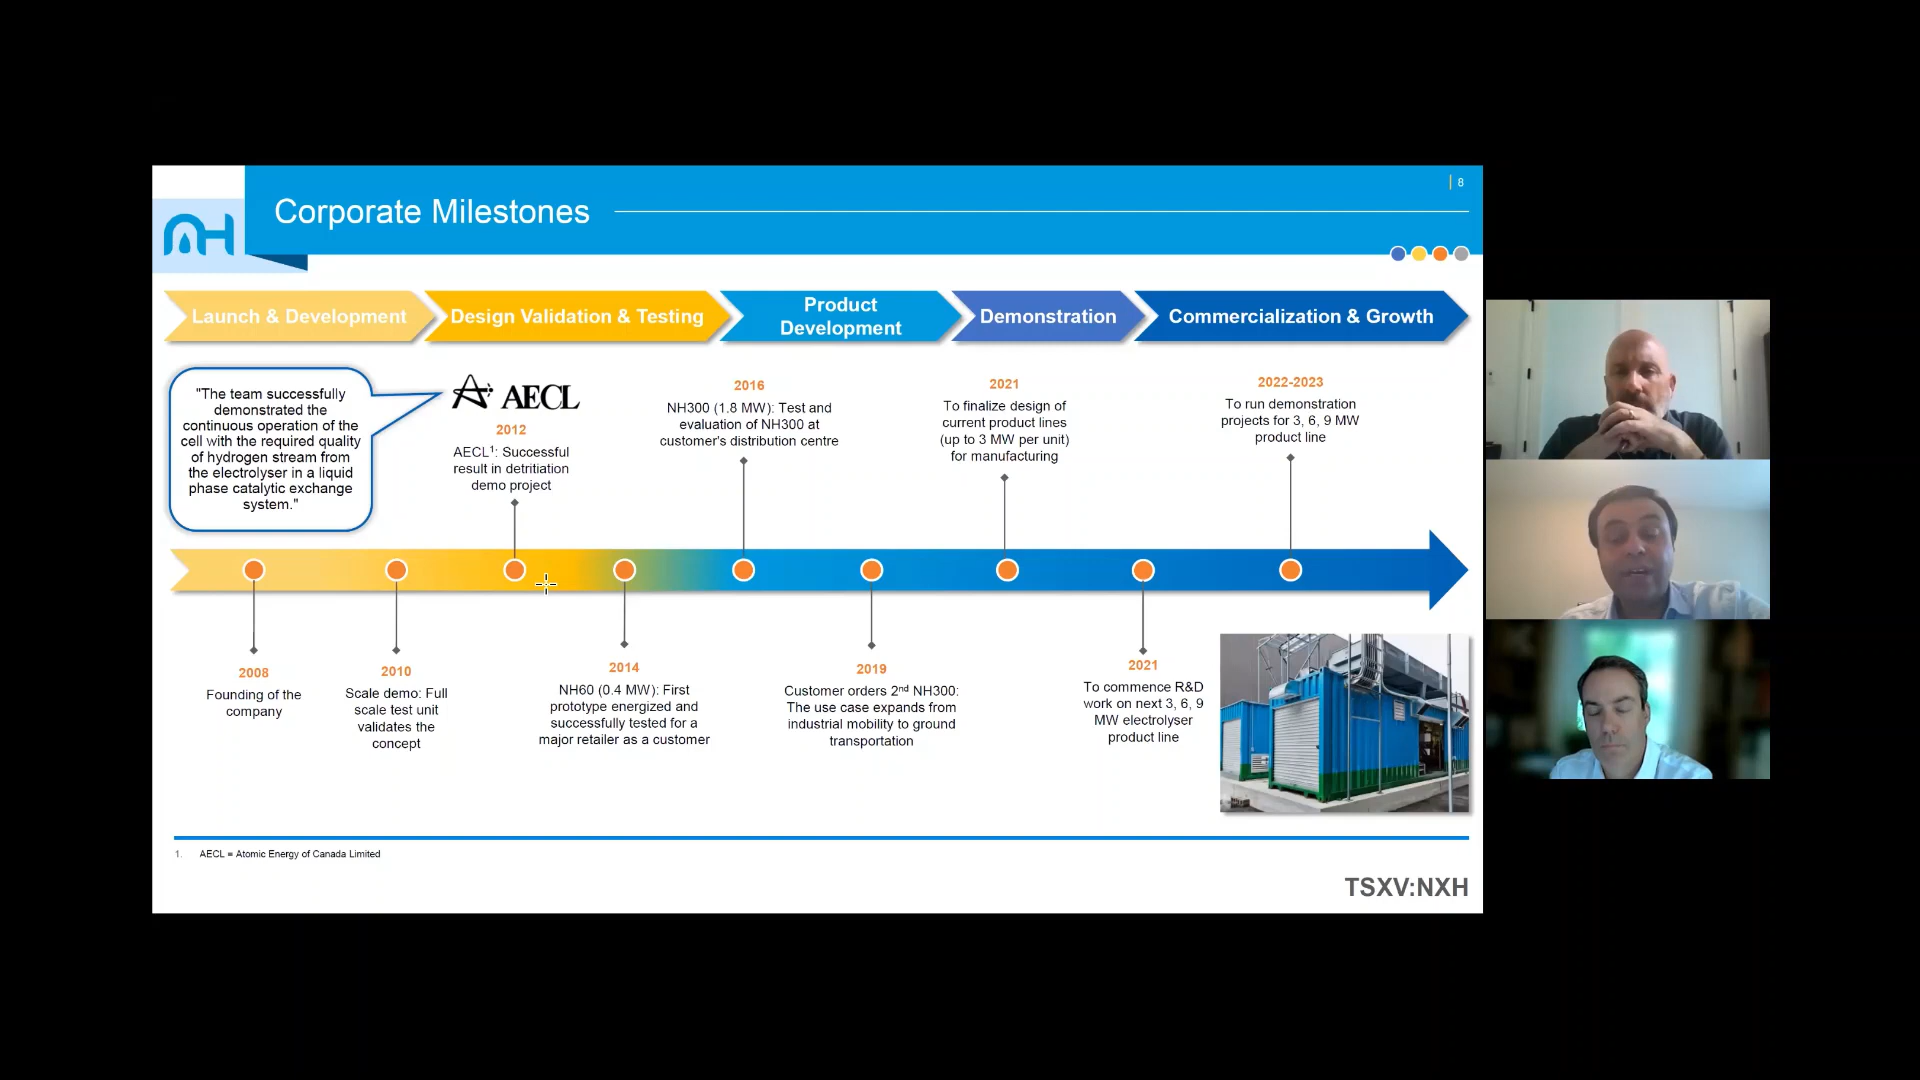 8
Corporate Milestones
Launch & Development
Design Validation & Testing
Product
Development
Demonstration
Commercialization & Growth
"The team successfully
demonstrated the
continuous operation of the
cell with the required quality
of hydrogen stream from
the electrolyser in a liquid
phase catalytic exchange
system."
AECL
2012
AECL¹: Successful
result in detritiation
demo project
2016
NH300 (1.8 MW): Test and
evaluation of NH300 at
customer's distribution centre
2021
To finalize design of
current product lines
(up to 3 MW per unit)
for manufacturing
2022-2023
To run demonstration
projects for 3, 6, 9 MW
product line
2008
Founding of the
company
2010
Scale demo: Full
scale test unit
validates the
concept
2014
NH60 (0.4 MW): First
prototype energized and
successfully tested for a
major retailer as a customer
2019
Customer orders 2nd NH300:
The use case expands from
industrial mobility to ground
transportation
2021
To commence R&D
work on next 3, 6, 9
MW electrolyser
product line
1. AECL = Atomic Energy of Canada Limited
TSXV:NXH